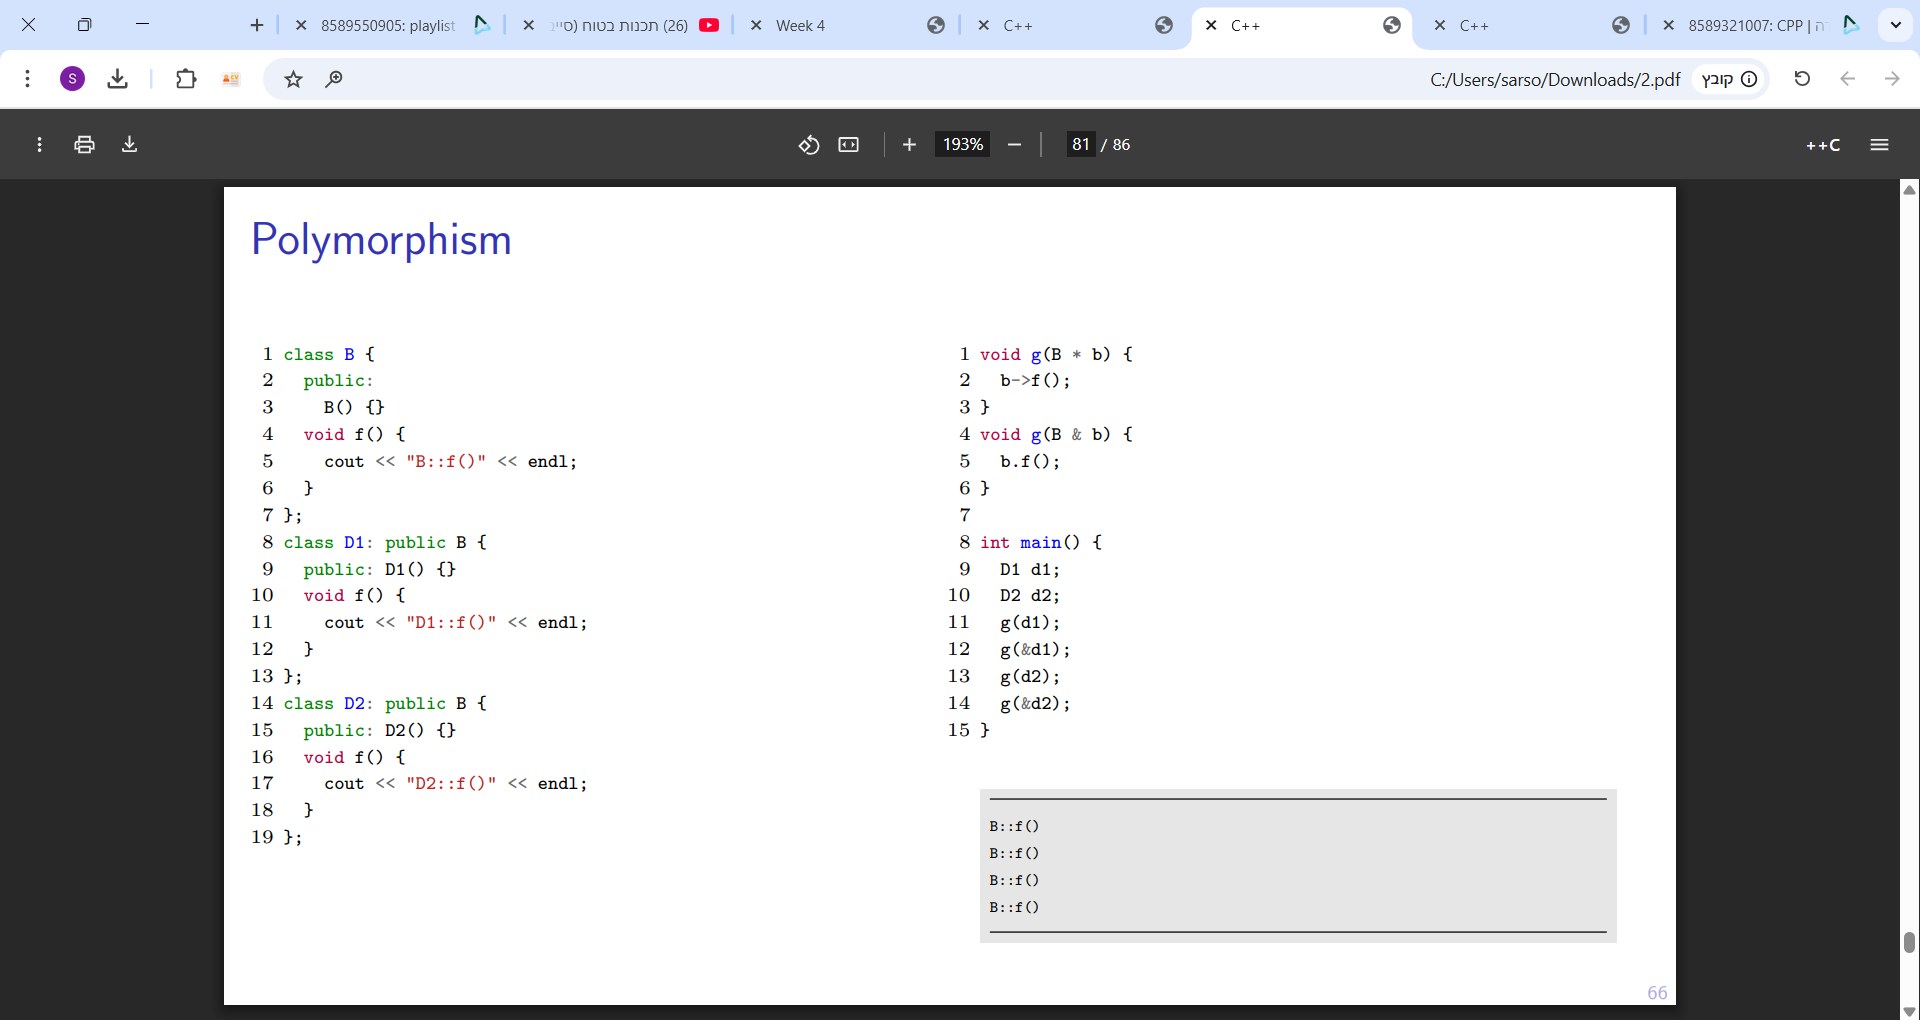 8589550905: playlist
תכנות בטוח (סייב (26)
Week 4
C++
C++
C++
8589321007: CPP |
S
C:/Users/sarso/Downloads/2.pdf
קובץ
193%
81 / 86
++C
Polymorphism
1 class B {
2 public:
3 B() {}
4 void f() {
5 cout << "B::f()" << endl;
6 }
7 };
8 class D1: public B {
9 public: D1() {}
10 void f() {
11 cout << "D1::f()" << endl;
12 }
13 };
14 class D2: public B {
15 public: D2() {}
16 void f() {
17 cout << "D2::f()" << endl;
18 }
19 };
1 void g(B * b) {
2 b->f();
3 }
4 void g(B & b) {
5 b.f();
6 }
7
8 int main() {
9 D1 d1;
10 D2 d2;
11 g(d1);
12 g(&d1);
13 g(d2);
14 g(&d2);
15 }
B::f()
B::f()
B::f()
B::f()
66